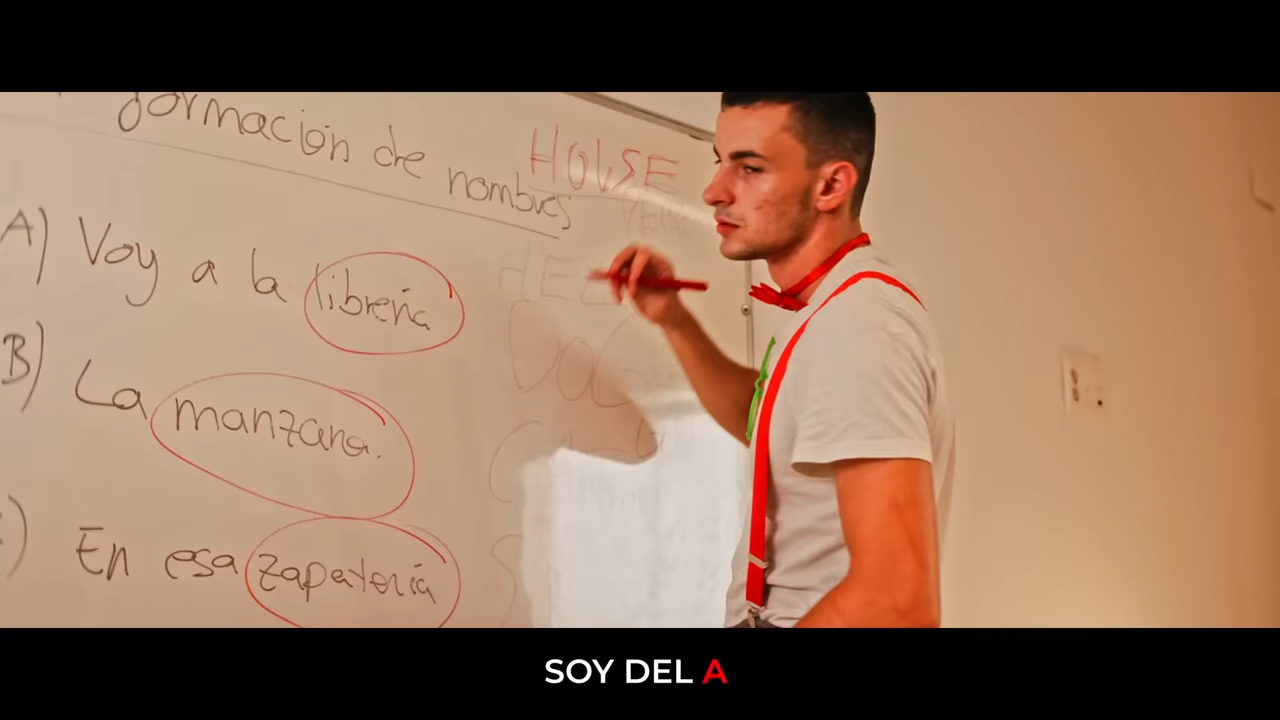 formación de nombres
A) Voy a la librería
B) La manzana.
En esa zapatería
HOUSE
SOY DEL A